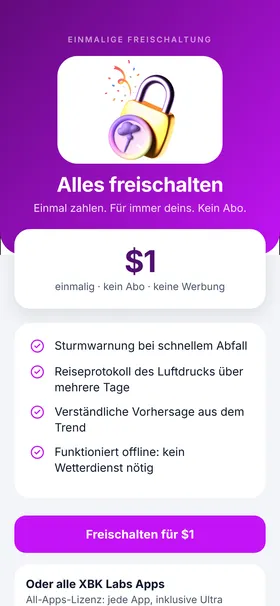 EINMALIGE FREISCHALTUNG
Alles freischalten
Einmal zahlen. Für immer deins. Kein Abo.
$1
einmalig · kein Abo · keine Werbung
Sturmwarnung bei schnellem Abfall
Reiseprotokoll des Luftdrucks über
mehrere Tage
Verständliche Vorhersage aus dem
Trend
Funktioniert offline: kein
Wetterdienst nötig
Freischalten für $1
Oder alle XBK Labs Apps
All-Apps-Lizenz: jede App, inklusive Ultra